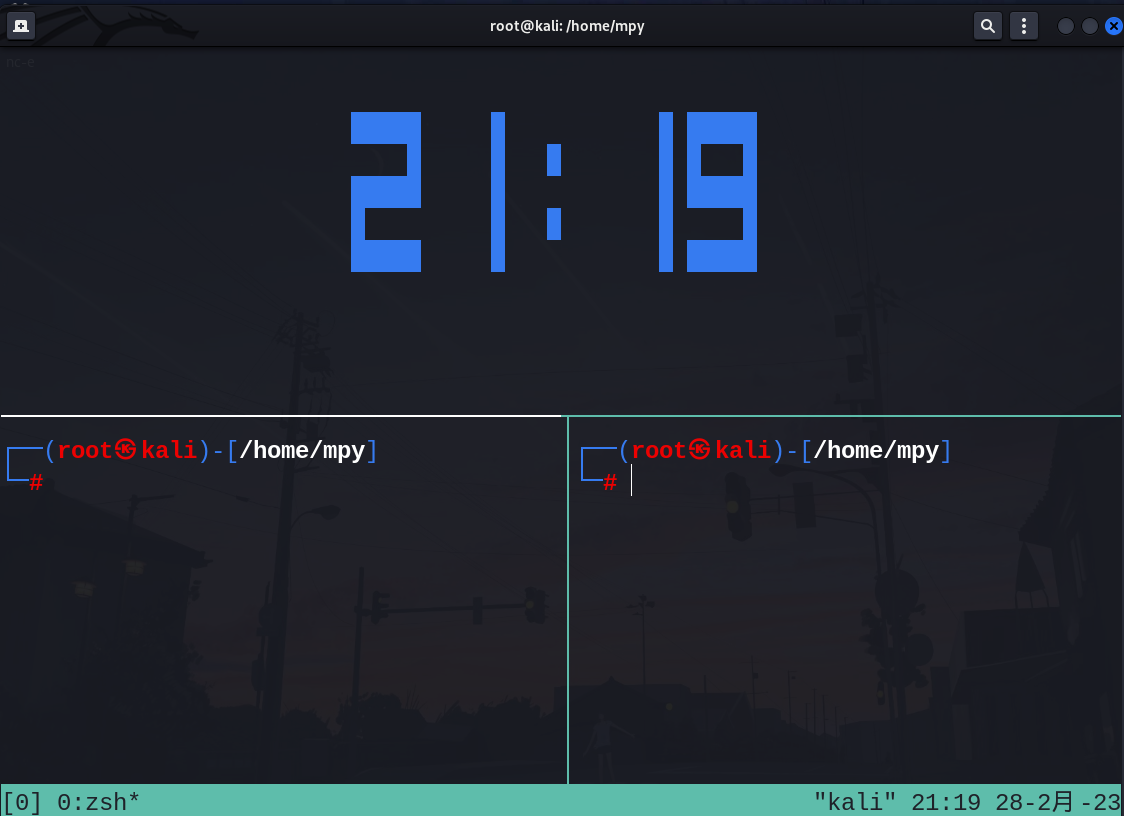 root@kali: /home/mpy
nc-e
21:19
(root㉿kali)-[/home/mpy]
#
(root㉿kali)-[/home/mpy]
#
[0] 0:zsh* "kali" 21:19 28-2月 -23